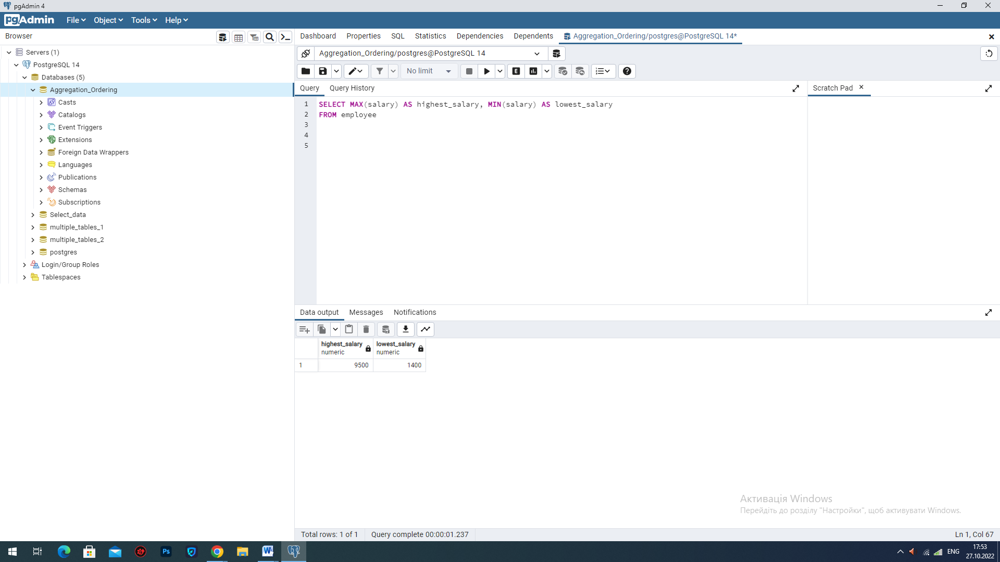 pgAdmin 4
pgAdmin File Object Tools Help
Browser
Dashboard Properties SQL Statistics Dependencies Dependents Aggregation_Ordering/postgres@PostgreSQL 14*
Servers (1)
PostgreSQL 14
Databases (5)
Aggregation_Ordering
Casts
Catalogs
Event Triggers
Extensions
Foreign Data Wrappers
Languages
Publications
Schemas
Subscriptions
Select_data
multiple_tables_1
multiple_tables_2
postgres
Login/Group Roles
Tablespaces
Aggregation_Ordering/postgres@PostgreSQL 14
No limit
E
Query Query History
Scratch Pad
1 SELECT MAX(salary) AS highest_salary, MIN(salary) AS lowest_salary
2 FROM employee
3
4
5
Data output Messages Notifications
highest_salary lowest_salary
numeric numeric
1 9500 1400
Активація Windows
Перейдіть до розділу "Настройки", щоб активувати Windows.
Total rows: 1 of 1 Query complete 00:00:01.237 Ln 1, Col 67
Ps
W
ENG
17:53
27.10.2022